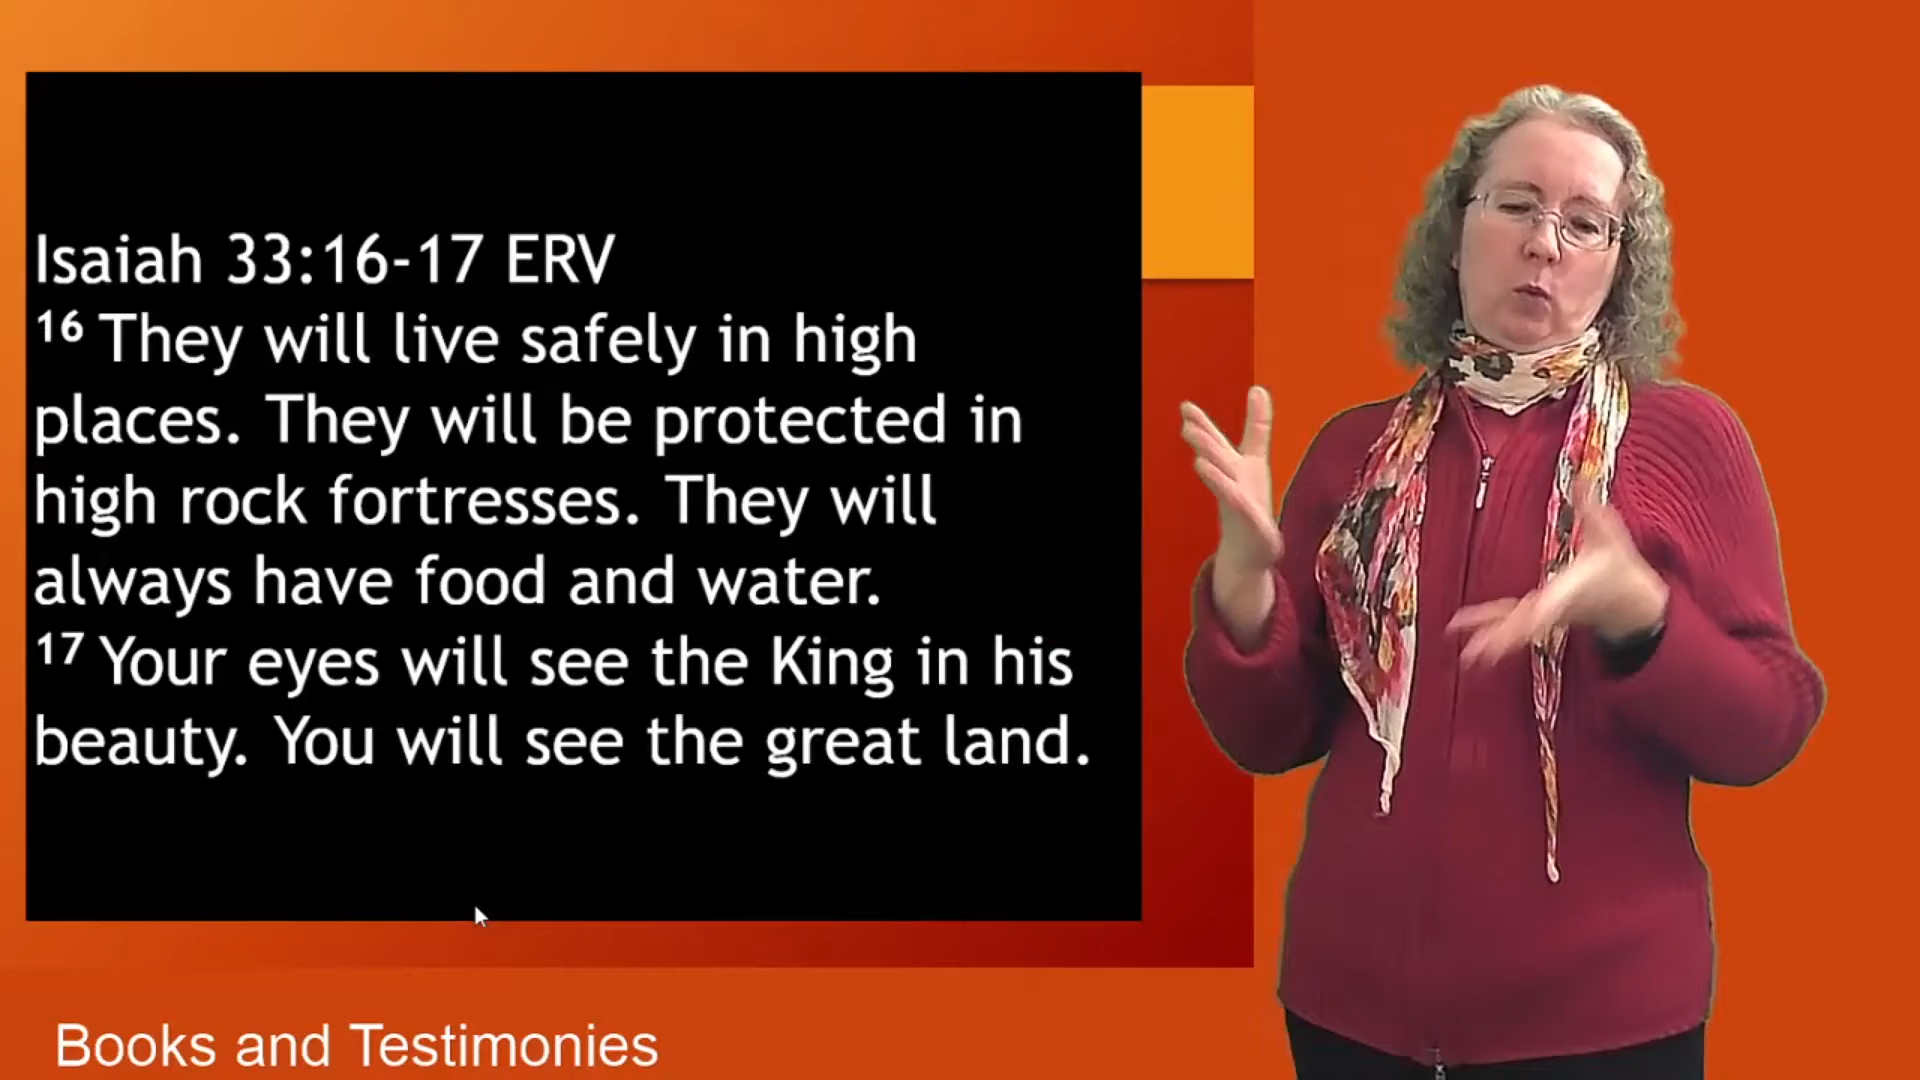 Isaiah 33:16-17 ERV
16 They will live safely in high
places. They will be protected in
high rock fortresses. They will
always have food and water.
17 Your eyes will see the King in his
beauty. You will see the great land.
Books and Testimonies